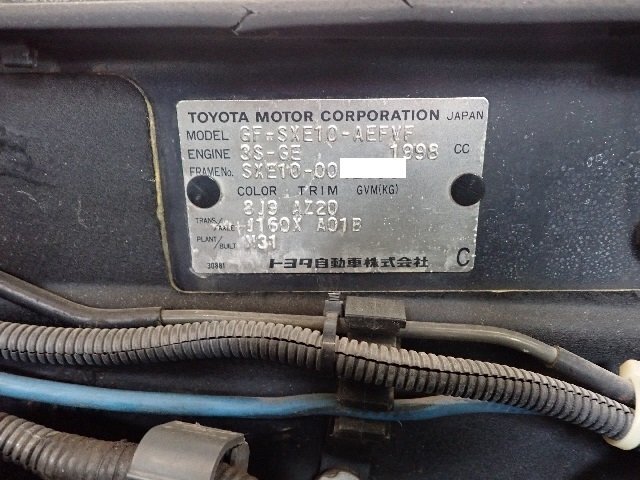 TOYOTA MOTOR CORPORATION JAPAN
MODEL GF-SXE10-AEFVF
ENGINE 3S-GE 1998 CC
FRAME No. SXE10-00
COLOR TRIM GVM(KG)
8J9 AZ20
TRANS./AXLE J160X A01B
PLANT/BUILT M31
30881 トヨタ自動車株式会社 C